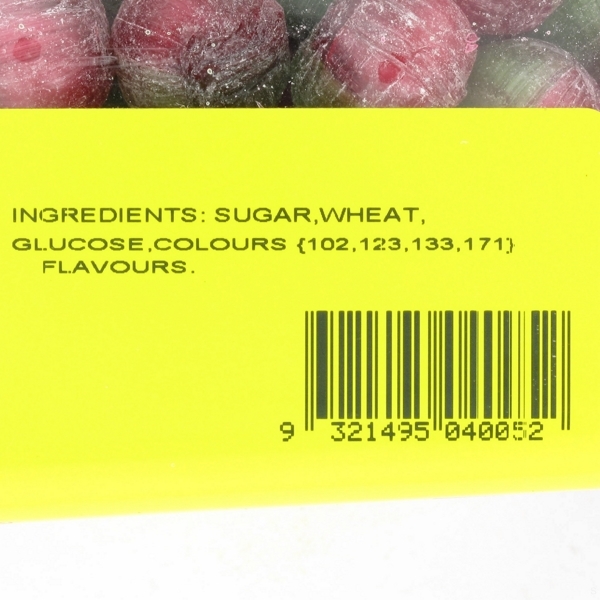 INGREDIENTS: SUGAR,WHEAT,
GLUCOSE,COLOURS {102,123,133,171}
FLAVOURS.
9 321495 040052